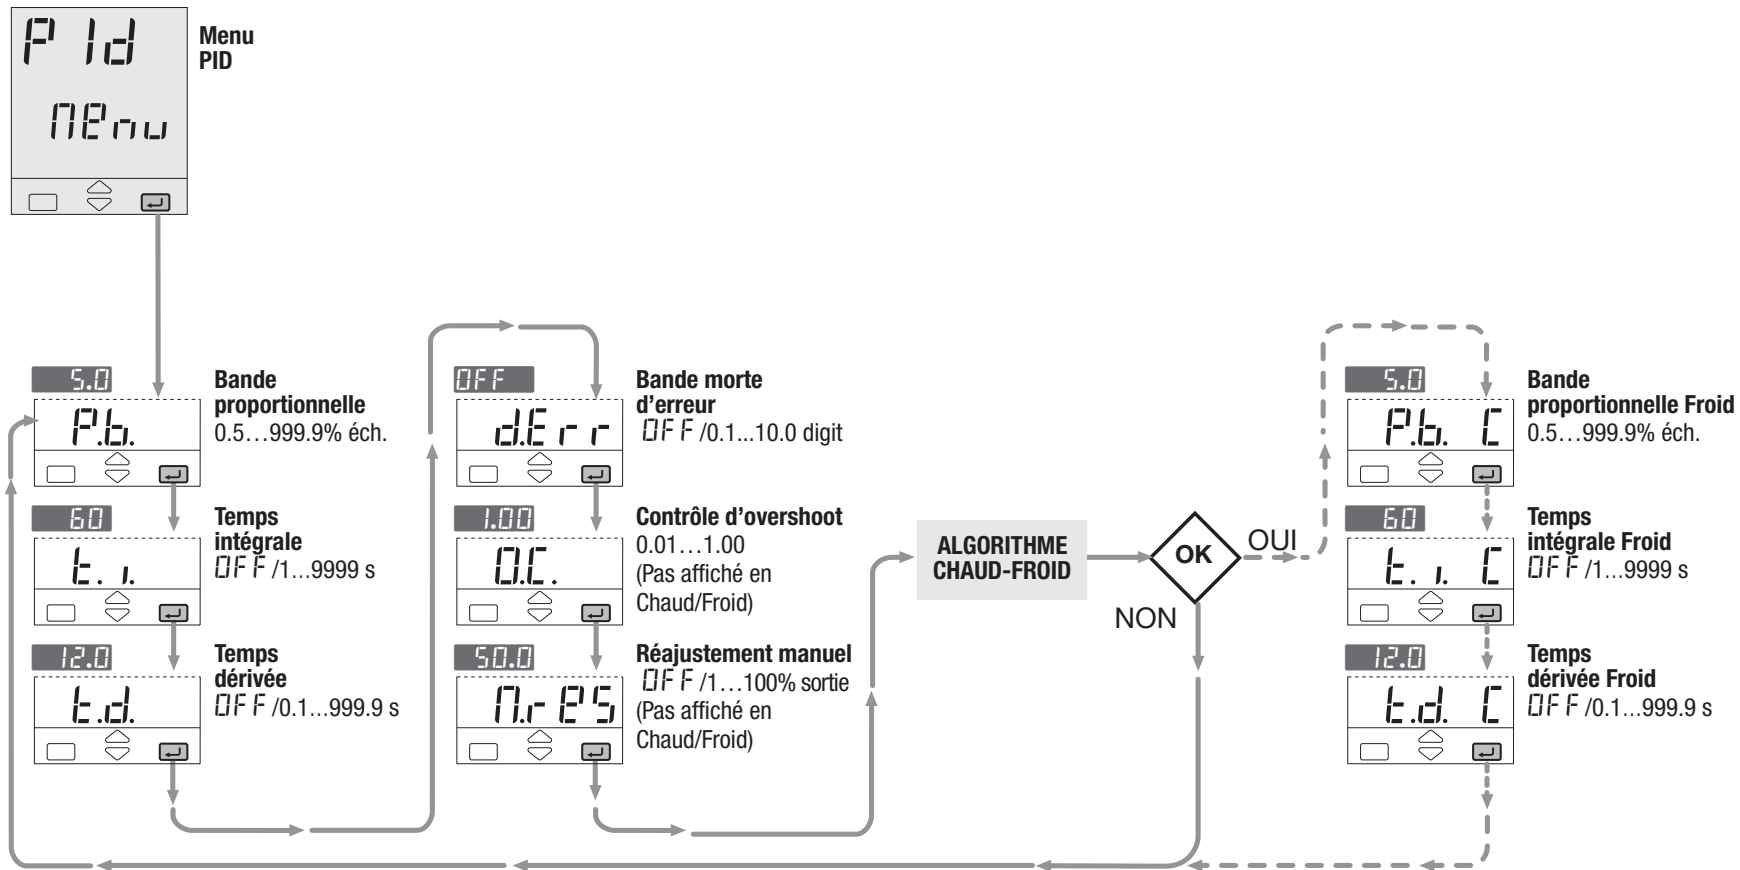 PId
Menu
Menu
PID
5.0
P.b.
Bande
proportionnelle
0.5…999.9% éch.
60
t.i.
Temps
intégrale
OFF /1…9999 s
12.0
t.d.
Temps
dérivée
OFF /0.1…999.9 s
OFF
d.Err
Bande morte
d’erreur
OFF /0.1...10.0 digit
1.00
O.C.
Contrôle d’overshoot
0.01…1.00
(Pas affiché en
Chaud/Froid)
50.0
M.rES
Réajustement manuel
OFF /1…100% sortie
(Pas affiché en
Chaud/Froid)
ALGORITHME
CHAUD-FROID
OK
OUI
NON
5.0
P.b. C
Bande
proportionnelle Froid
0.5…999.9% éch.
60
t.i. C
Temps
intégrale Froid
OFF /1…9999 s
12.0
t.d. C
Temps
dérivée Froid
OFF /0.1…999.9 s